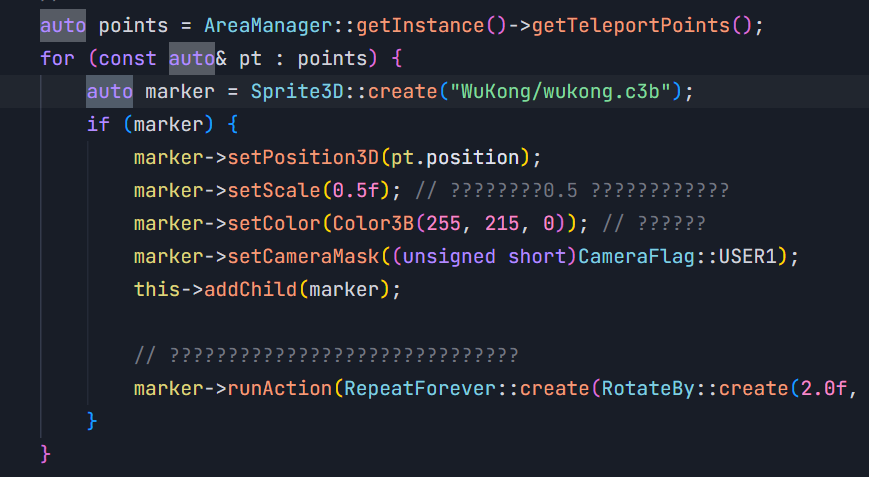 auto points = AreaManager::getInstance()->getTeleportPoints();
for (const auto& pt : points) {
auto marker = Sprite3D::create("WuKong/wukong.c3b");
if (marker) {
marker->setPosition3D(pt.position);
marker->setScale(0.5f); // ????????0.5 ????????????
marker->setColor(Color3B(255, 215, 0)); // ??????
marker->setCameraMask((unsigned short)CameraFlag::USER1);
this->addChild(marker);
// ??????????????????????????????
marker->runAction(RepeatForever::create(RotateBy::create(2.0f,
}
}